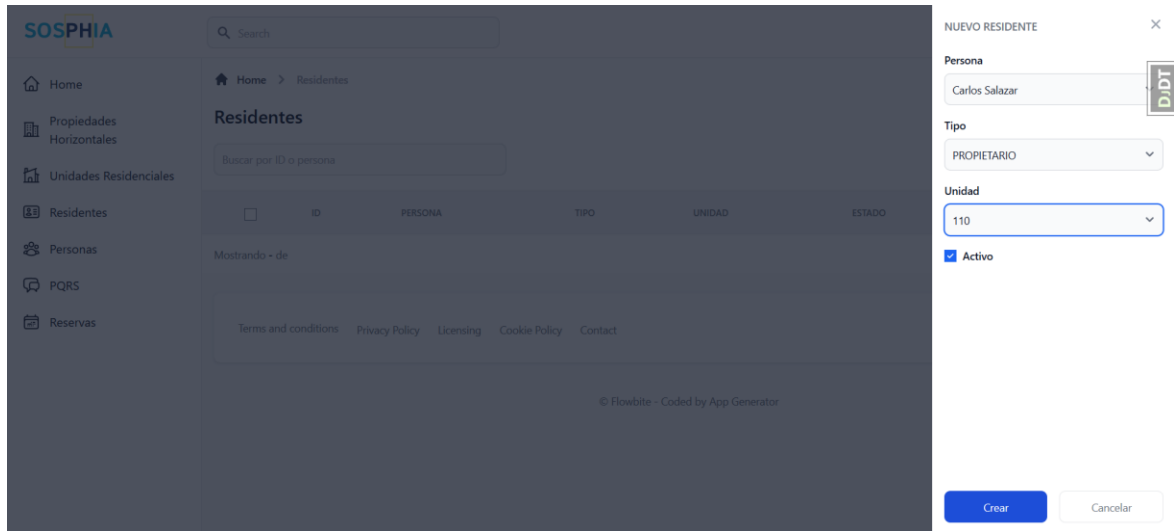 SOSPHIA
Search
Home
Propiedades
Horizontales
Unidades Residenciales
Residentes
Personas
PQRS
Reservas
Home > Residentes
Residentes
Buscar por ID o persona
ID PERSONA TIPO UNIDAD ESTADO
Mostrando - de
Terms and conditions Privacy Policy Licensing Cookie Policy Contact
© Flowbite - Coded by App Generator
NUEVO RESIDENTE
Persona
Carlos Salazar
Tipo
PROPIETARIO
Unidad
110
Activo
Crear Cancelar
DJDT